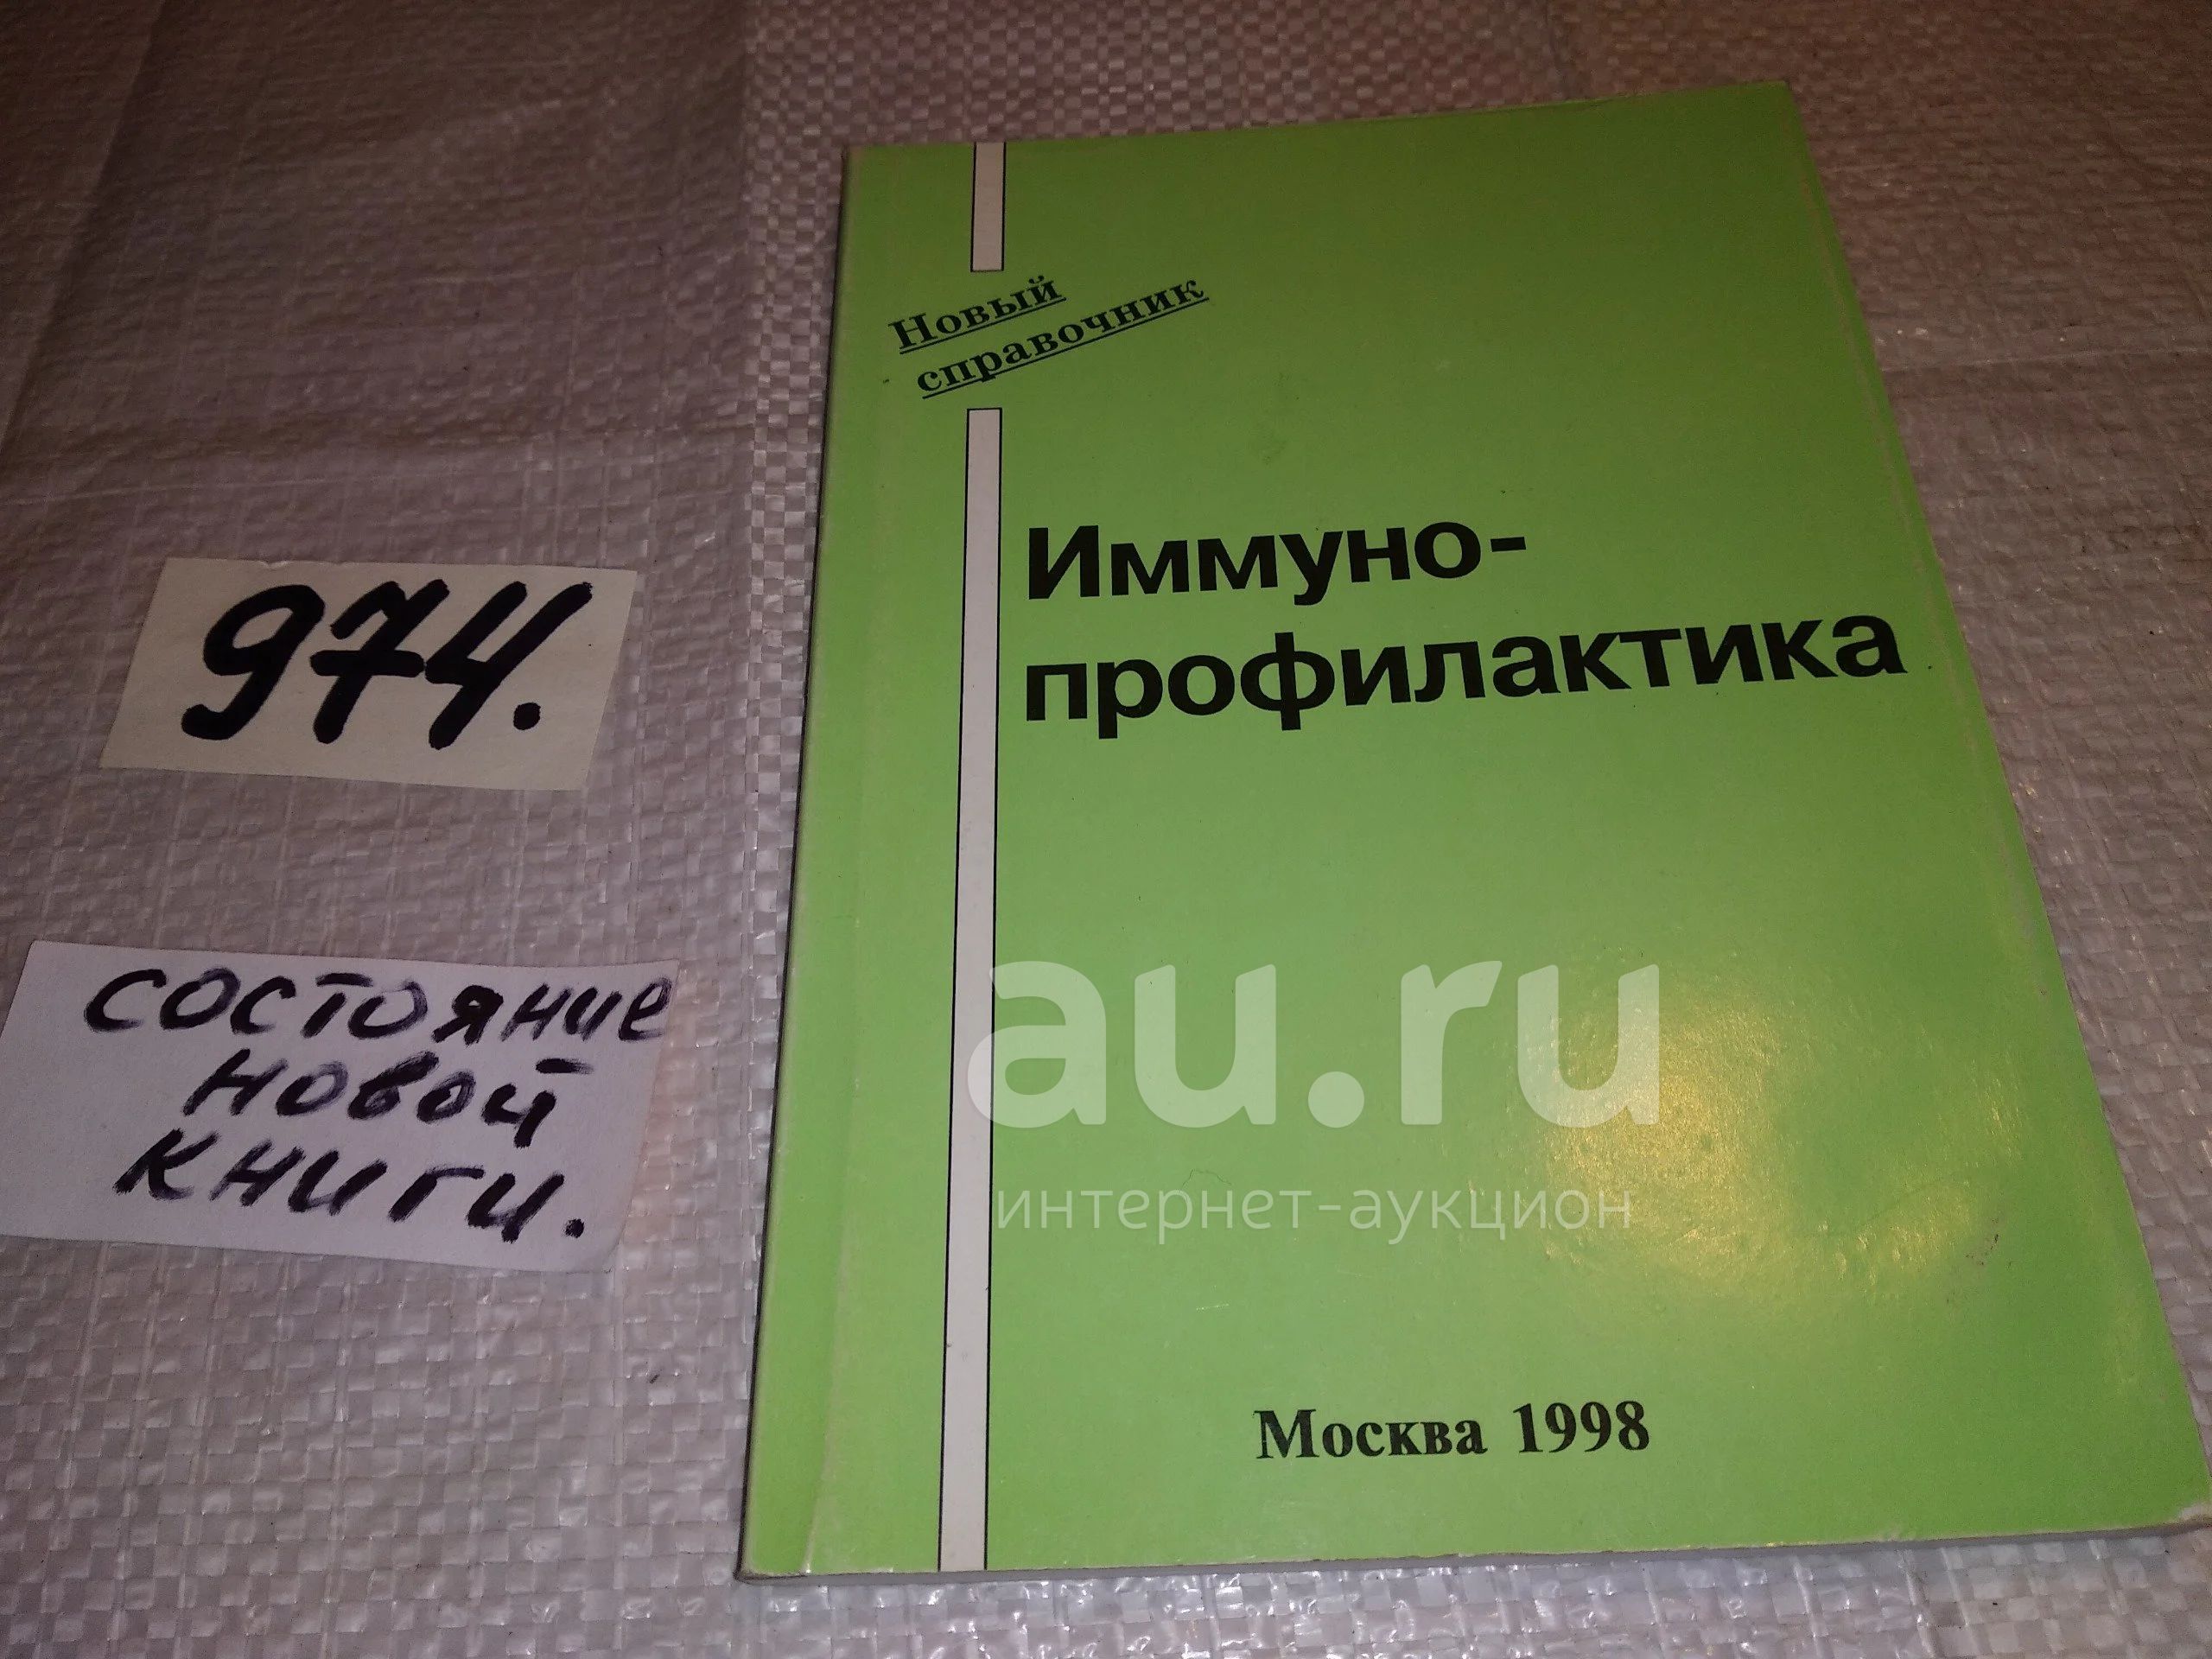 Новый
справочник
Иммуно-
профилактика
974.
состояние
новой
книги.
au.ru
интернет-аукцион
Москва 1998